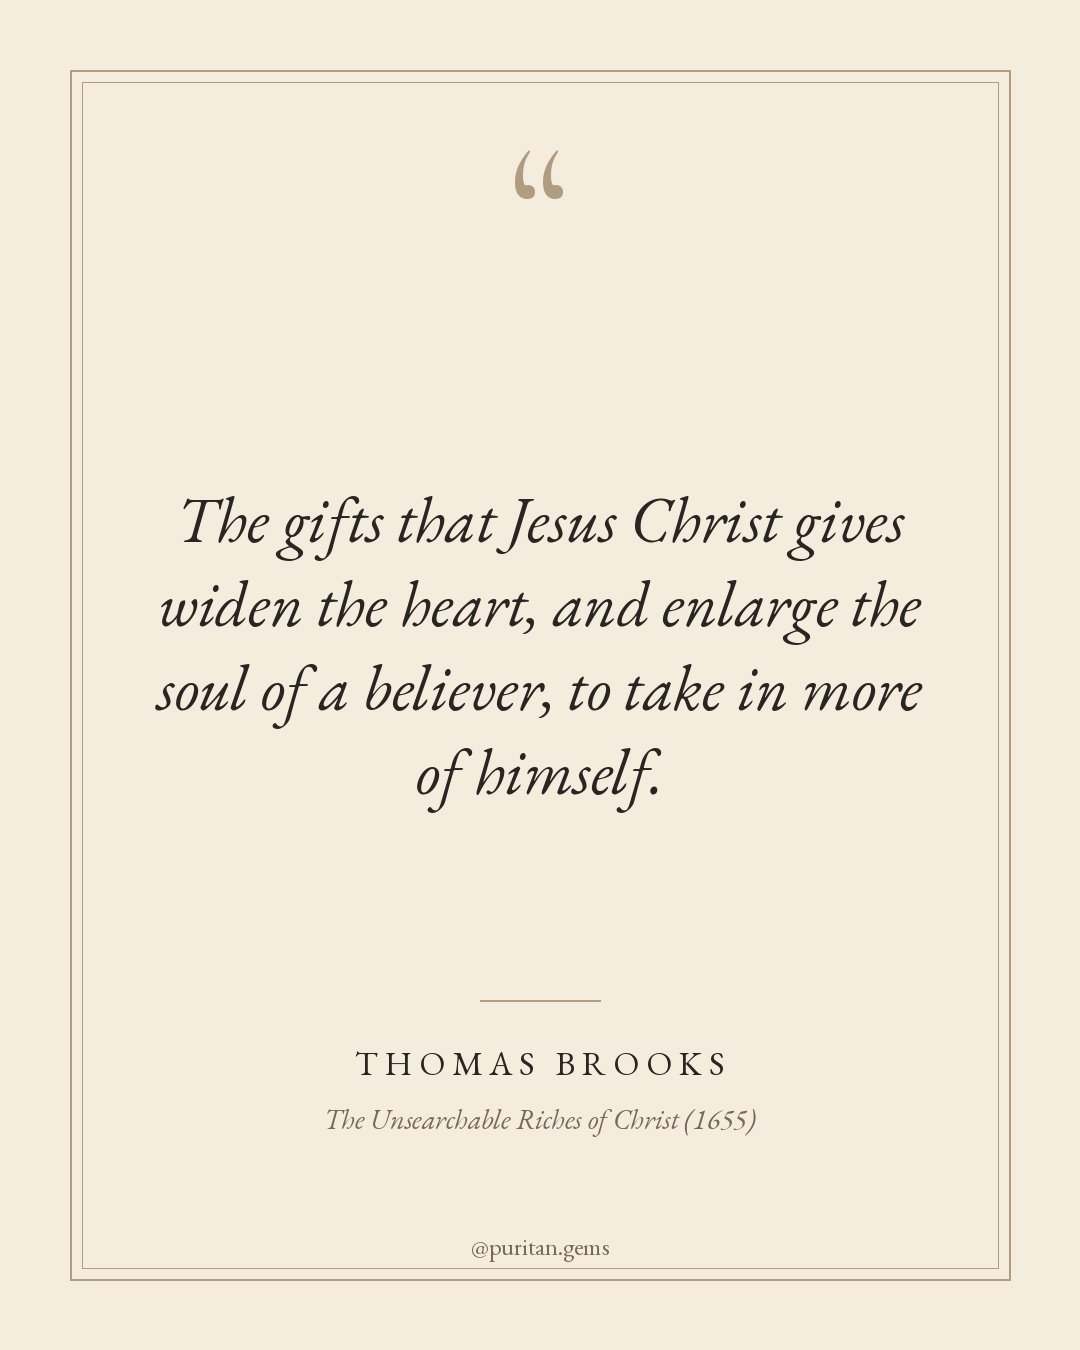 “
The gifts that Jesus Christ gives
widen the heart, and enlarge the
soul of a believer, to take in more
of himself.
THOMAS BROOKS
The Unsearchable Riches of Christ (1655)
@puritan.gems